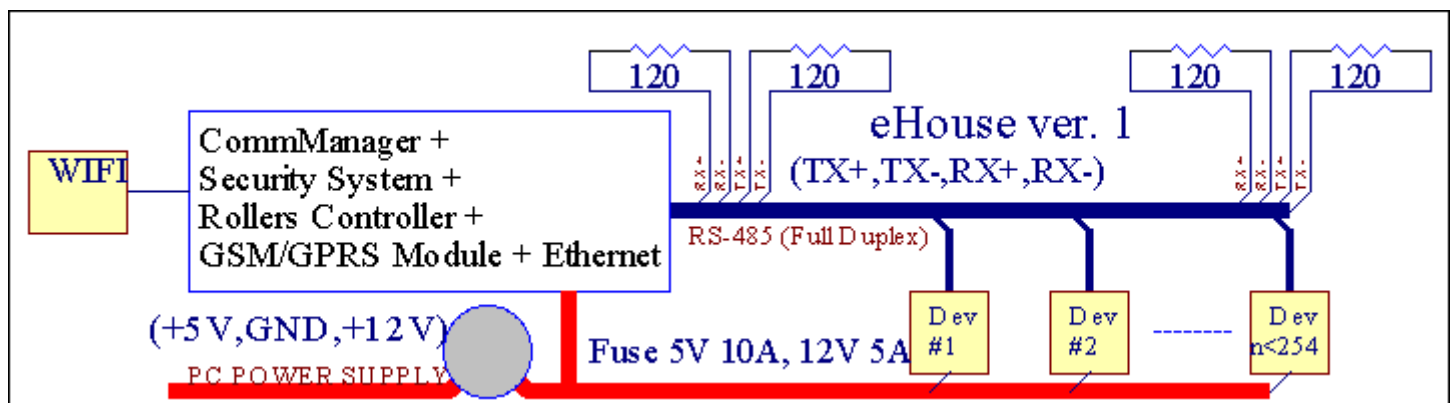 120
120
120
120
RX+
RX-
TX+
TX-
RX+
RX-
TX+
TX-
eHouse ver. 1
(TX+,TX-,RX+,RX-)
WIFI
CommManager +
Security System +
Rollers Controller +
GSM/GPRS Module + Ethernet
RS-485 (Full Duplex)
(+5V,GND,+12V)
PC POWER SUPPLY
Fuse 5V 10A, 12V 5A
Dev
#1
Dev
#2
Dev
n<254